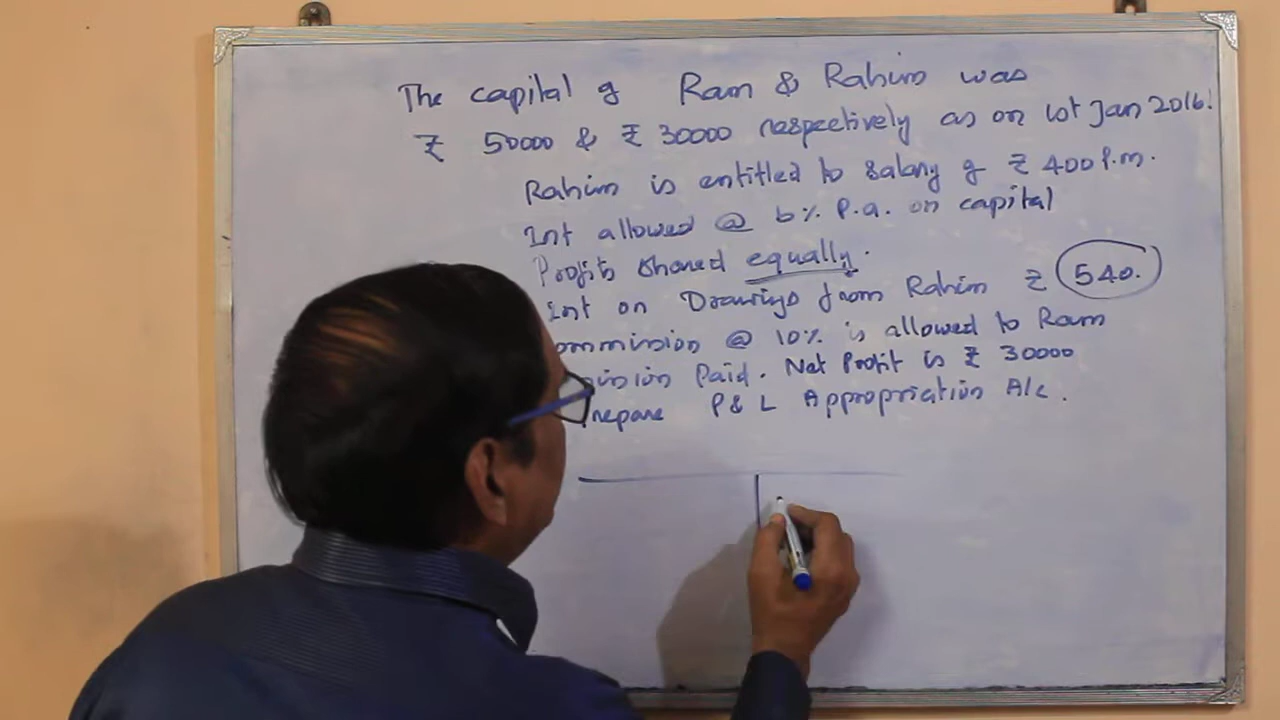 The capital of Ram & Rahim was
₹ 50000 & ₹ 30000 respectively as on 1st Jan 2016.
Rahim is entitled to salary of ₹ 400 P.m.
Int allowed @ 6% P.a. on capital
Profits shared equally.
Int on Drawings from Rahim ₹ 540.
ommission @ 10% is allowed to Ram
Paid. Net Profit is ₹ 30000
repare P & L Appropriation A/c.